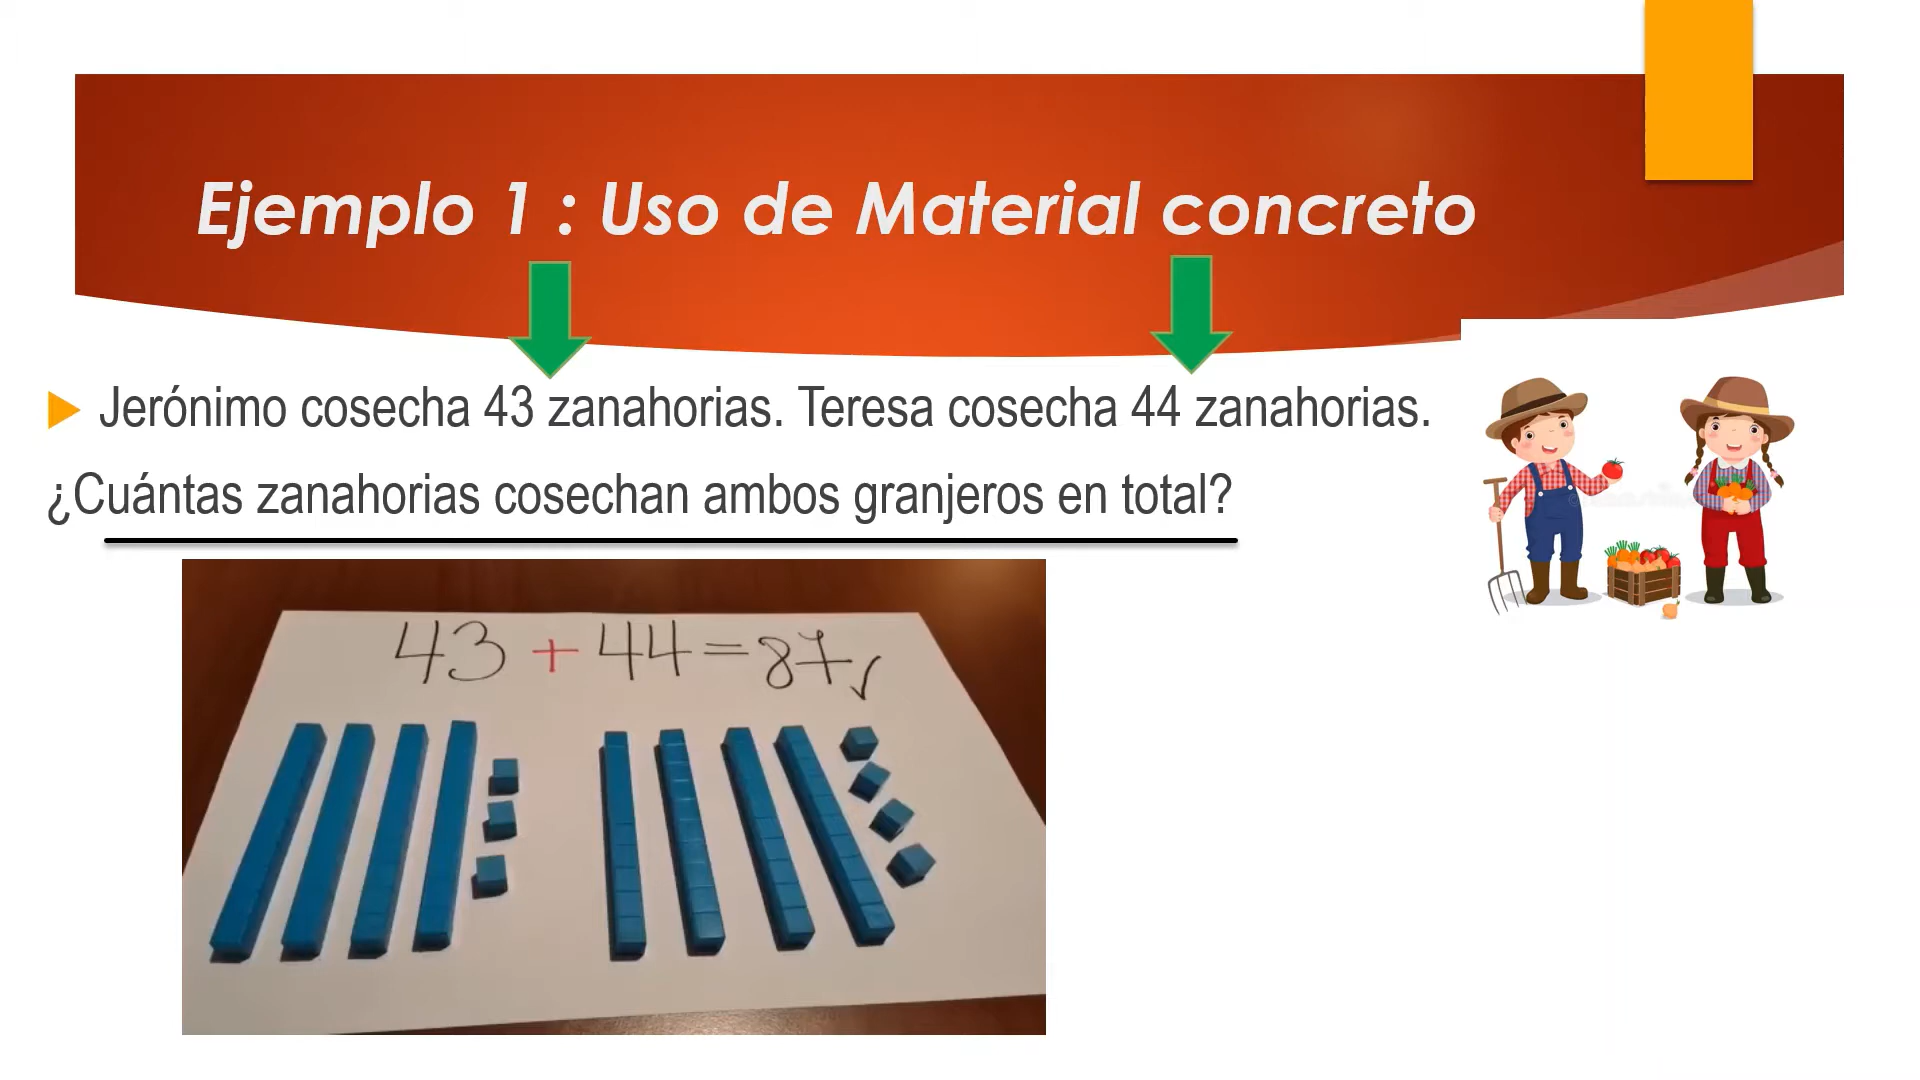 Ejemplo 1 : Uso de Material concreto
Jerónimo cosecha 43 zanahorias. Teresa cosecha 44 zanahorias.
¿Cuántas zanahorias cosechan ambos granjeros en total?
43 + 44 = 87